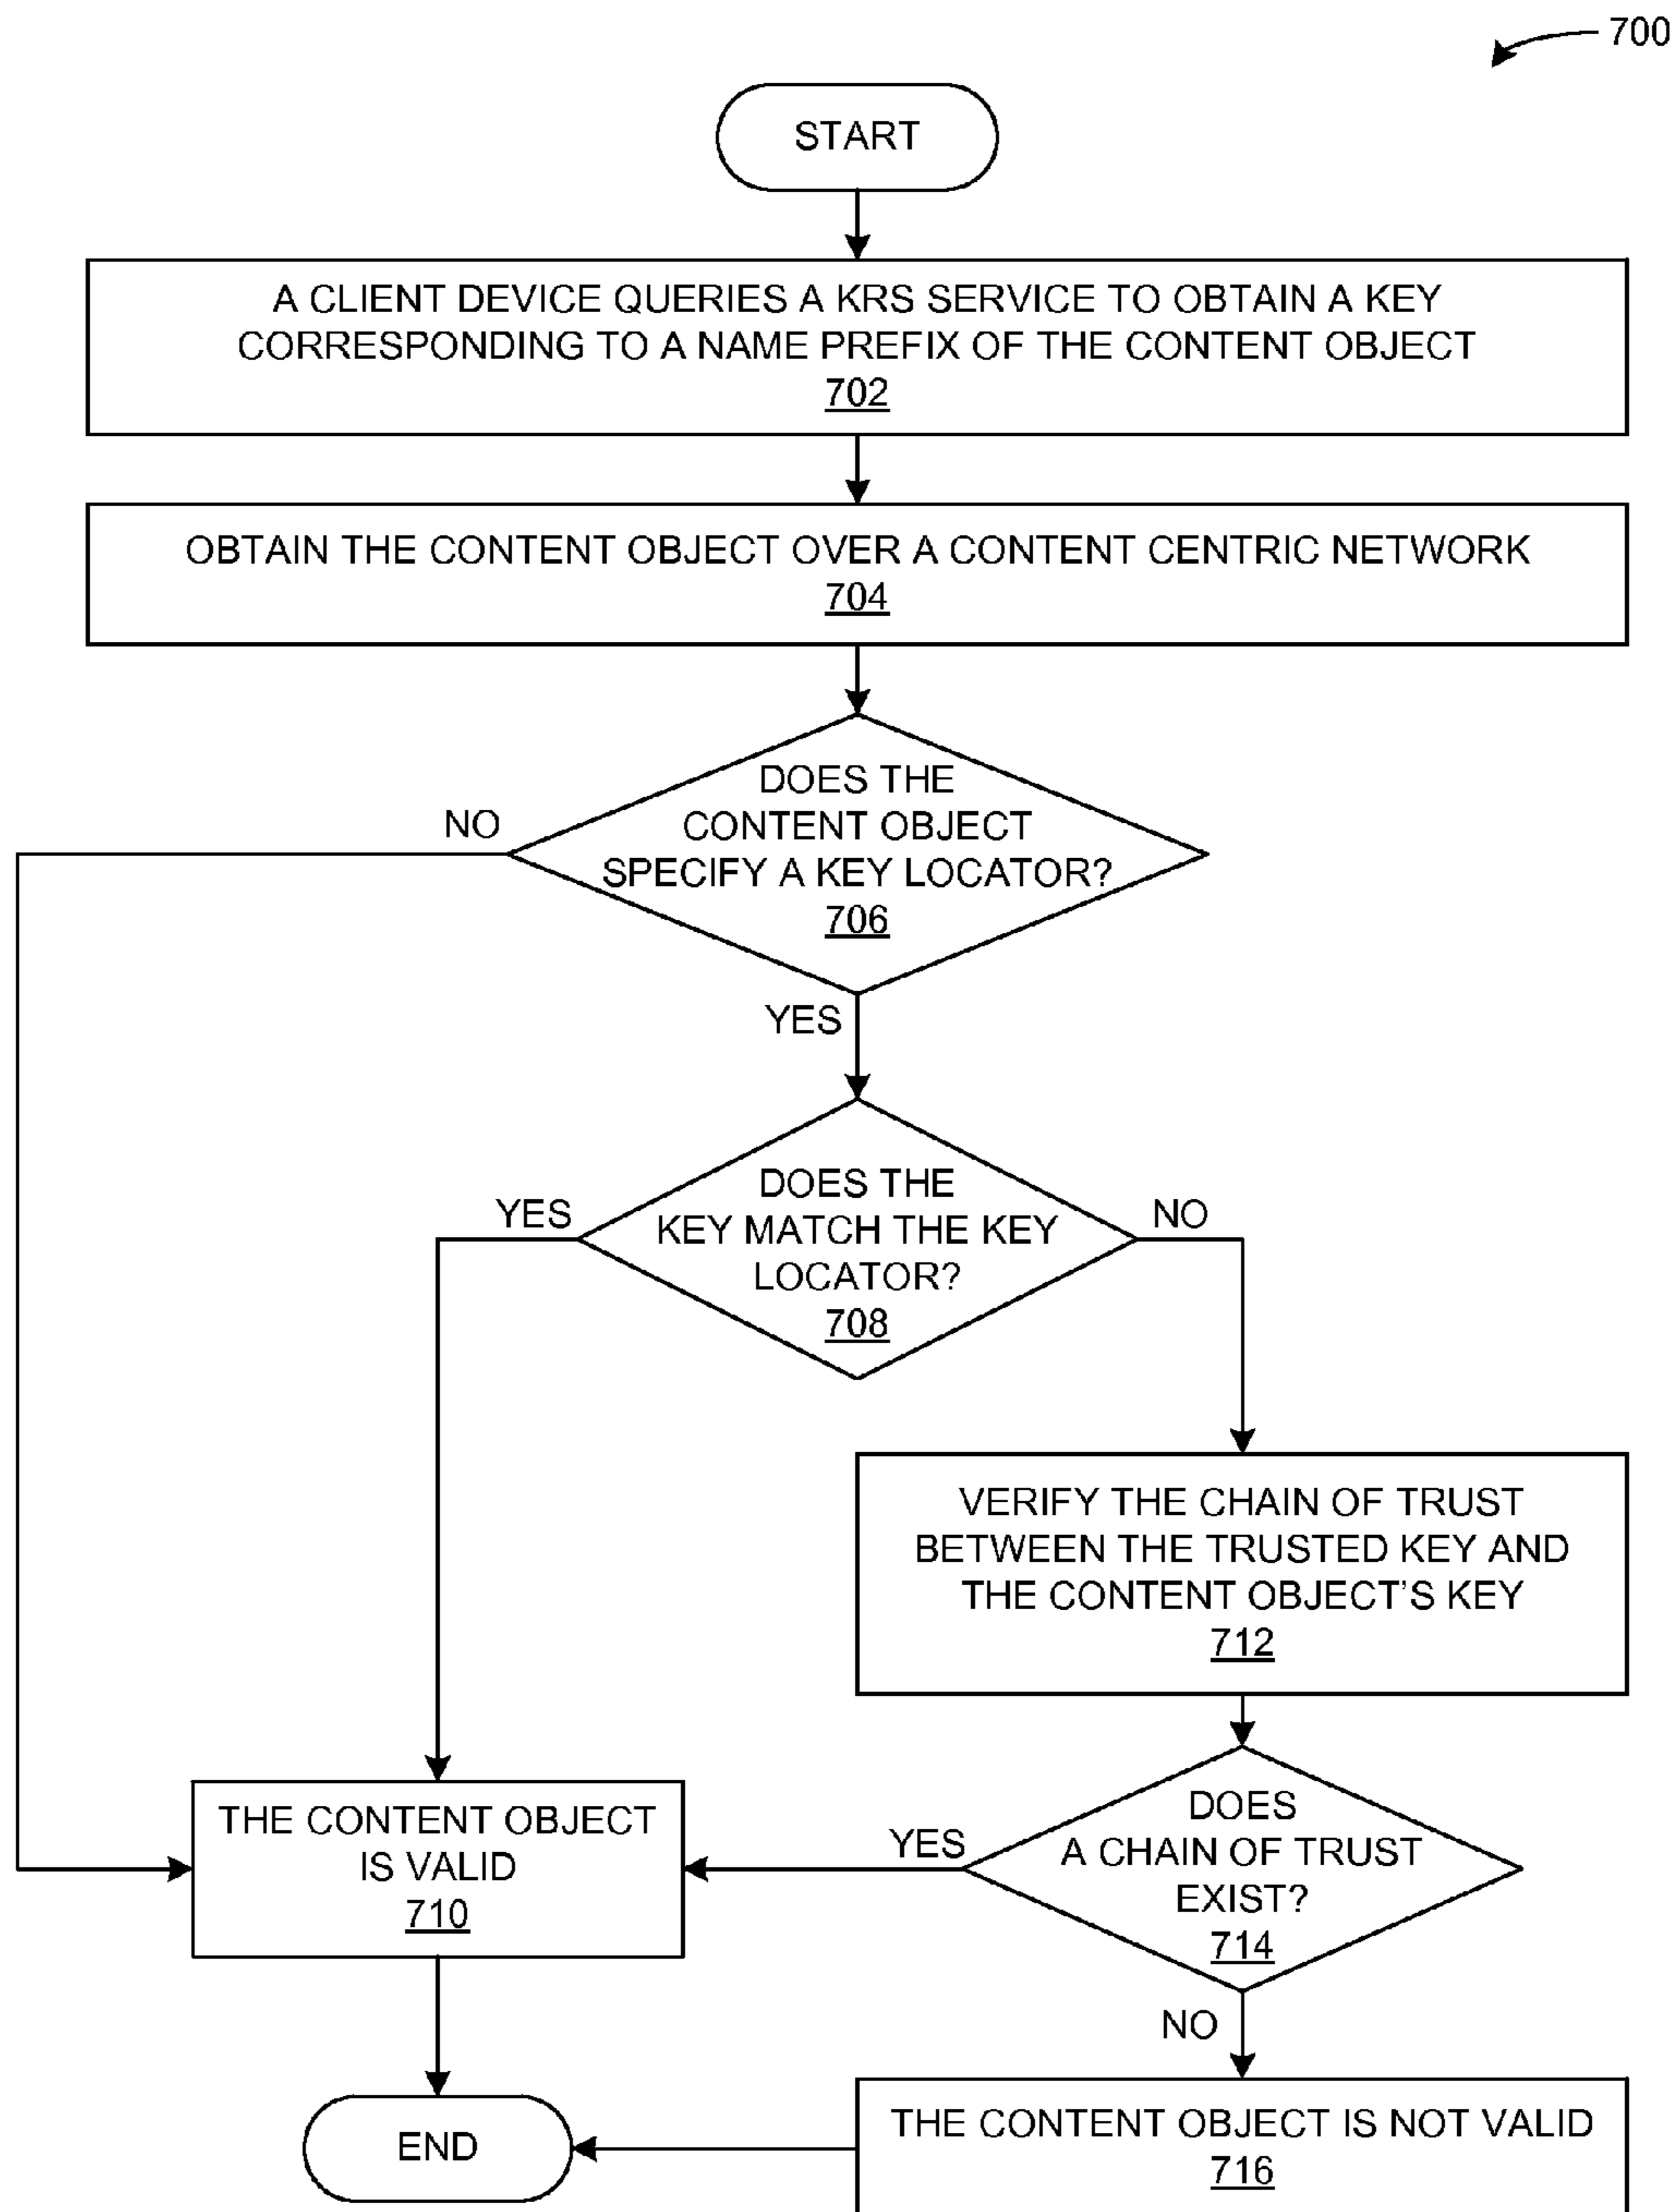 700
START
A CLIENT DEVICE QUERIES A KRS SERVICE TO OBTAIN A KEY
CORRESPONDING TO A NAME PREFIX OF THE CONTENT OBJECT
702
OBTAIN THE CONTENT OBJECT OVER A CONTENT CENTRIC NETWORK
704
DOES THE
CONTENT OBJECT
SPECIFY A KEY LOCATOR?
706
NO
YES
DOES THE
KEY MATCH THE KEY
LOCATOR?
708
YES
NO
VERIFY THE CHAIN OF TRUST
BETWEEN THE TRUSTED KEY AND
THE CONTENT OBJECT'S KEY
712
THE CONTENT OBJECT
IS VALID
710
YES
DOES
A CHAIN OF TRUST
EXIST?
714
NO
END
THE CONTENT OBJECT IS NOT VALID
716